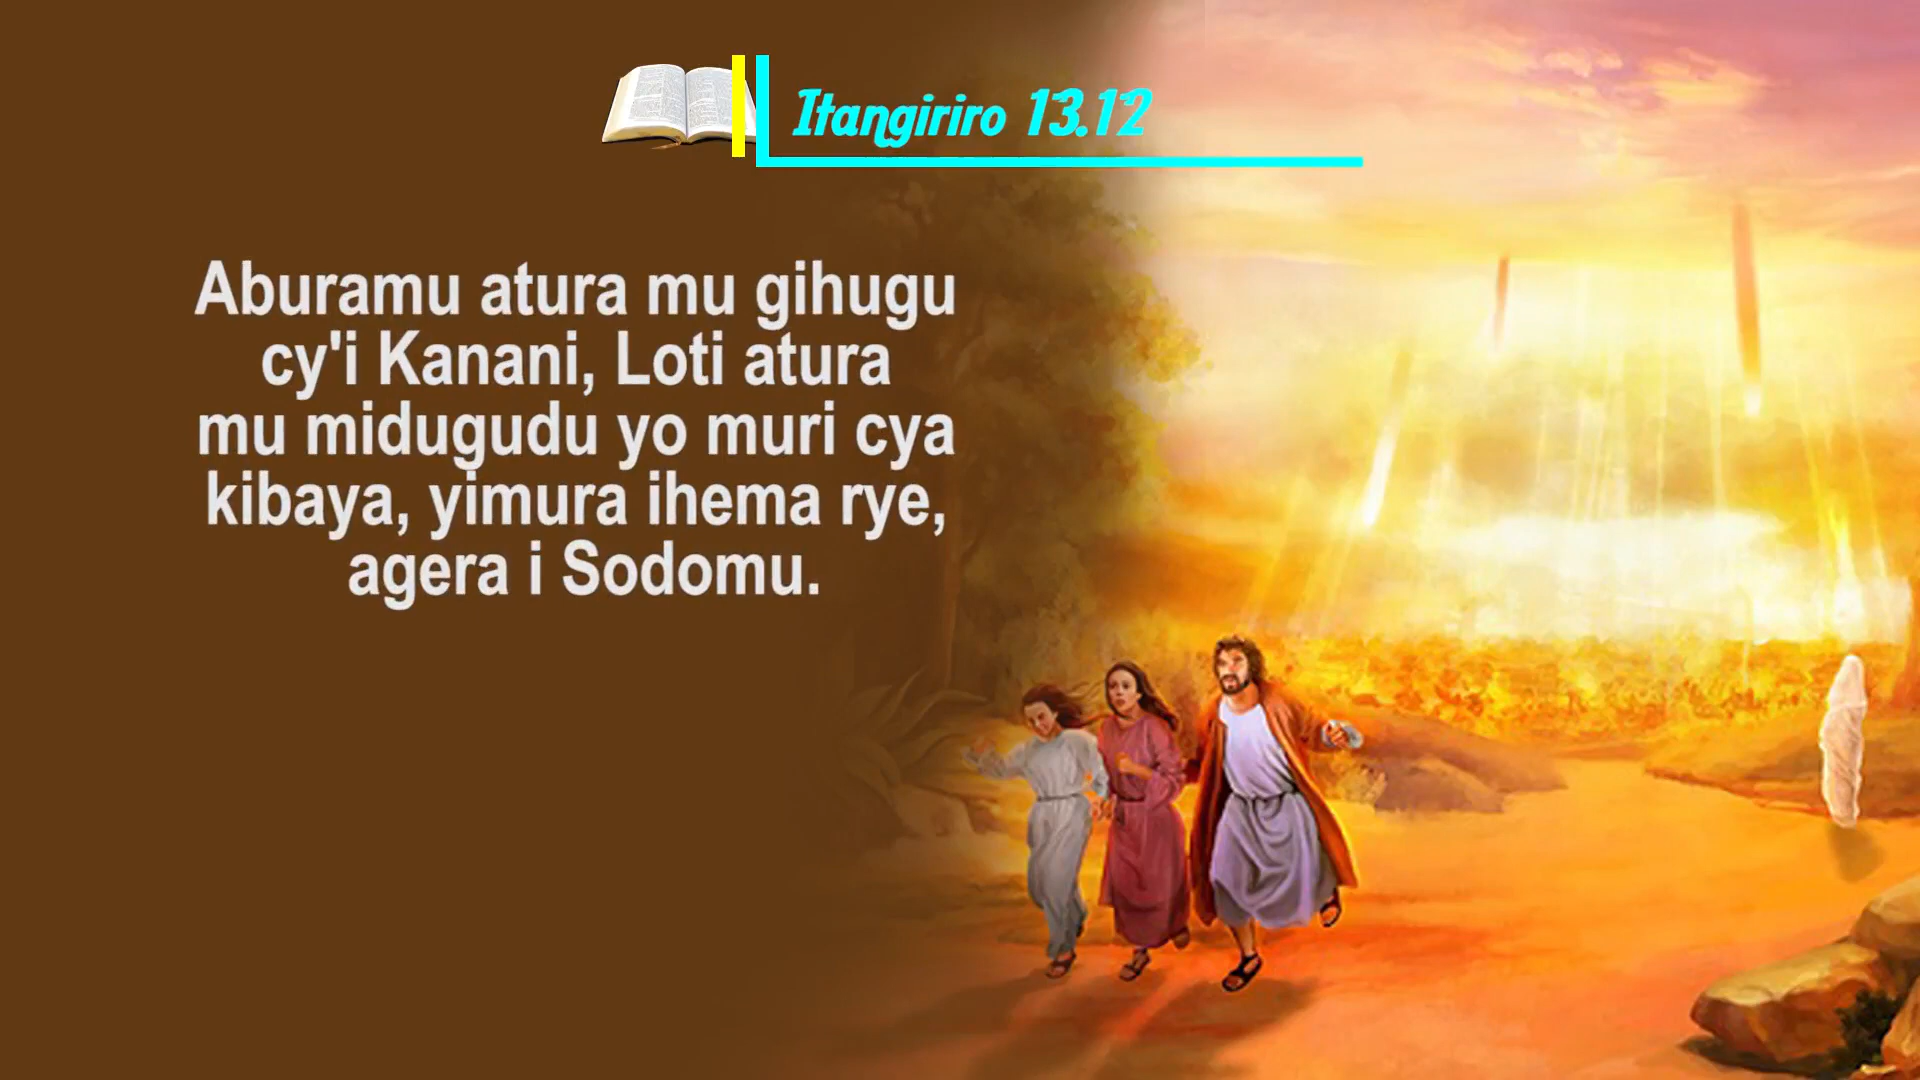 Itangiriro 13.12
Aburamu atura mu gihugu
cy'i Kanani, Loti atura
mu midugudu yo muri cya
kibaya, yimura ihema rye,
agera i Sodomu.